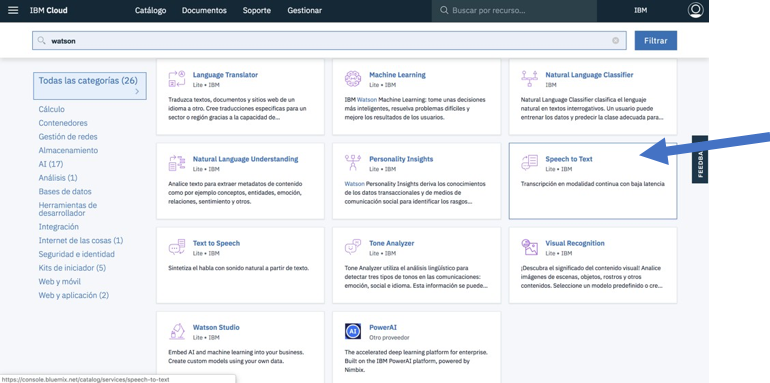 IBM Cloud Catálogo Documentos Soporte Gestionar Buscar por recurso... IBM
watson Filtrar
Todas las categorías (26)
Cálculo
Contenedores
Gestión de redes
Almacenamiento
AI (17)
Análisis (1)
Bases de datos
Herramientas de
desarrollador
Integración
Internet de las cosas (1)
Seguridad e identidad
Kits de iniciador (5)
Web y móvil
Web y aplicación (2)
Language Translator
Lite • IBM
Traduzca textos, documentos y sitios web de un
idioma a otro. Cree traducciones específicas para un
sector o región gracias a la capacidad de...
Machine Learning
Lite • IBM
IBM Watson Machine Learning: tome unas decisiones
más inteligentes, resuelva problemas difíciles y
mejore los resultados de los usuarios.
Natural Language Classifier
IBM
Natural Language Classifier clasifica el lenguaje
natural en textos interrogativos. Un usuario puede
entrenar los datos y predecir la clase adecuada para...
Natural Language Understanding
Lite • IBM
Analice texto para extraer metadatos de contenido
como por ejemplo conceptos, entidades, emoción,
relaciones, sentimiento y otros.
Personality Insights
Lite • IBM
Watson Personality Insights deriva los conocimientos
de los datos transaccionales y de medios de
comunicación social para identificar los rasgos...
Speech to Text
Lite • IBM
Transcripción en modalidad continua con baja latencia
Text to Speech
Lite • IBM
Sintetiza el habla con sonido natural a partir de texto.
Tone Analyzer
Lite • IBM
Tone Analyzer utiliza el análisis lingüístico para
detectar tres tipos de tonos en las comunicaciones:
emoción, social e idioma. Esta información se puede...
Visual Recognition
Lite • IBM
¡Descubra el significado del contenido visual! Analice
imágenes de escenas, objetos, rostros y otros
contenidos. Seleccione un modelo predefinido o cre...
Watson Studio
Lite • IBM
Embed AI and machine learning into your business.
Create custom models using your own data.
AI
PowerAI
Otro proveedor
The accelerated deep learning platform for enterprise.
Built on the IBM PowerAI platform, powered by
Nimbix.
https://console.bluemix.net/catalog/services/speech-to-text